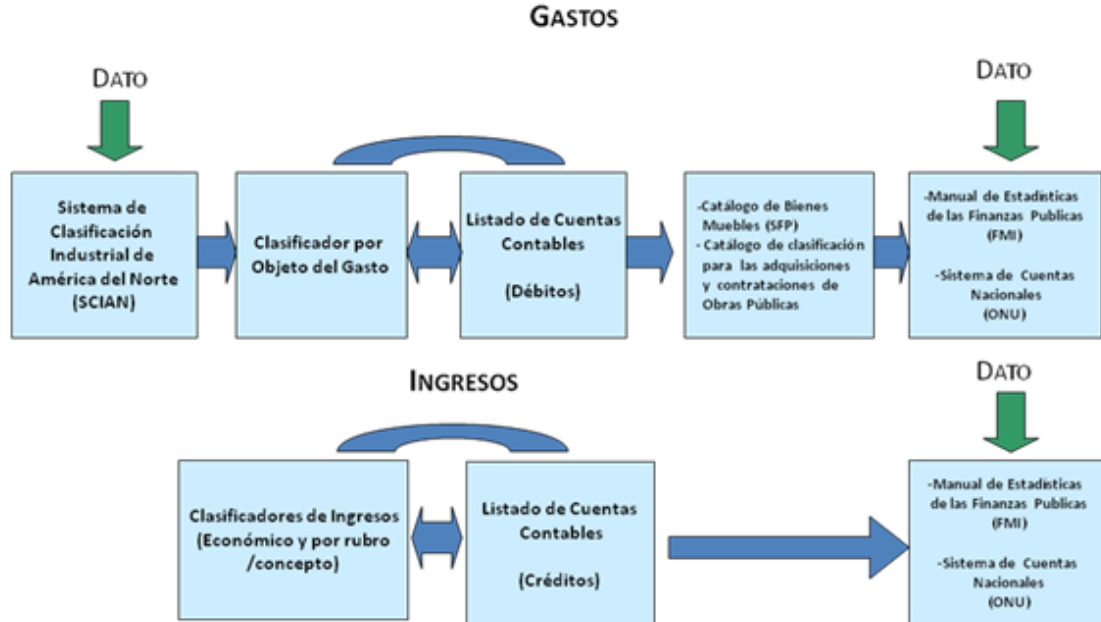 GASTOS
DATO
DATO
Sistema de
Clasificación
Industrial de
América del Norte
(SCIAN)
Clasificador por
Objeto del Gasto
Listado de Cuentas
Contables
(Débitos)
-Catálogo de Bienes
Muebles (SFP)
- Catálogo de clasificación
para las adquisiciones
y contrataciones de
Obras Públicas
-Manual de Estadísticas
de las Finanzas Publicas
(FMI)
-Sistema de Cuentas
Nacionales
(ONU)
INGRESOS
DATO
Clasificadores de Ingresos
(Económico y por rubro
/concepto)
Listado de Cuentas
Contables
(Créditos)
-Manual de Estadísticas
de las Finanzas Publicas
(FMI)
-Sistema de Cuentas
Nacionales
(ONU)